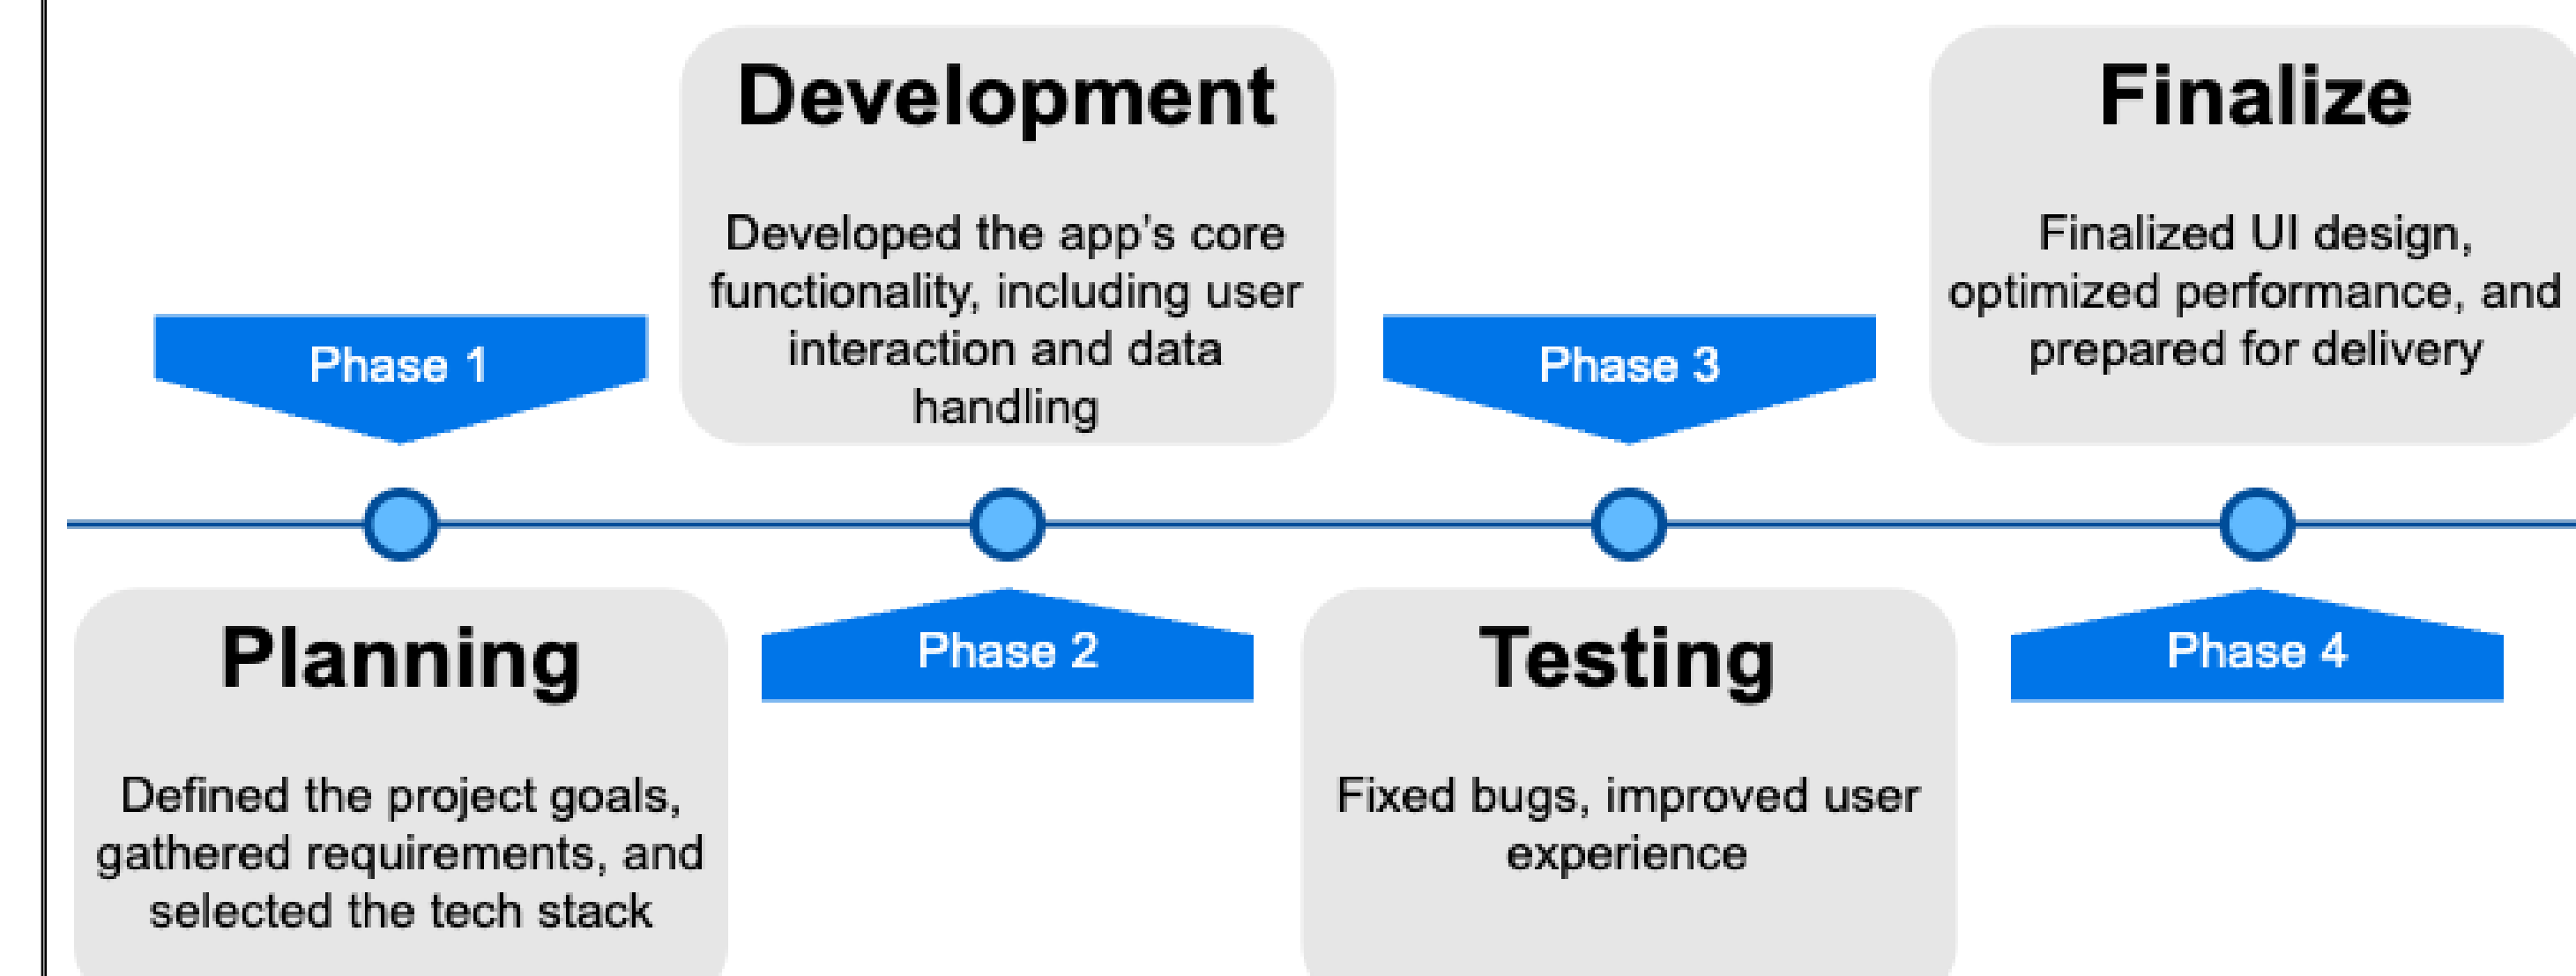 Phase 1
Planning
Defined the project goals,
gathered requirements, and
selected the tech stack
Development
Developed the app's core
functionality, including user
interaction and data
handling
Phase 2
Phase 3
Testing
Fixed bugs, improved user
experience
Finalize
Finalized UI design,
optimized performance, and
prepared for delivery
Phase 4